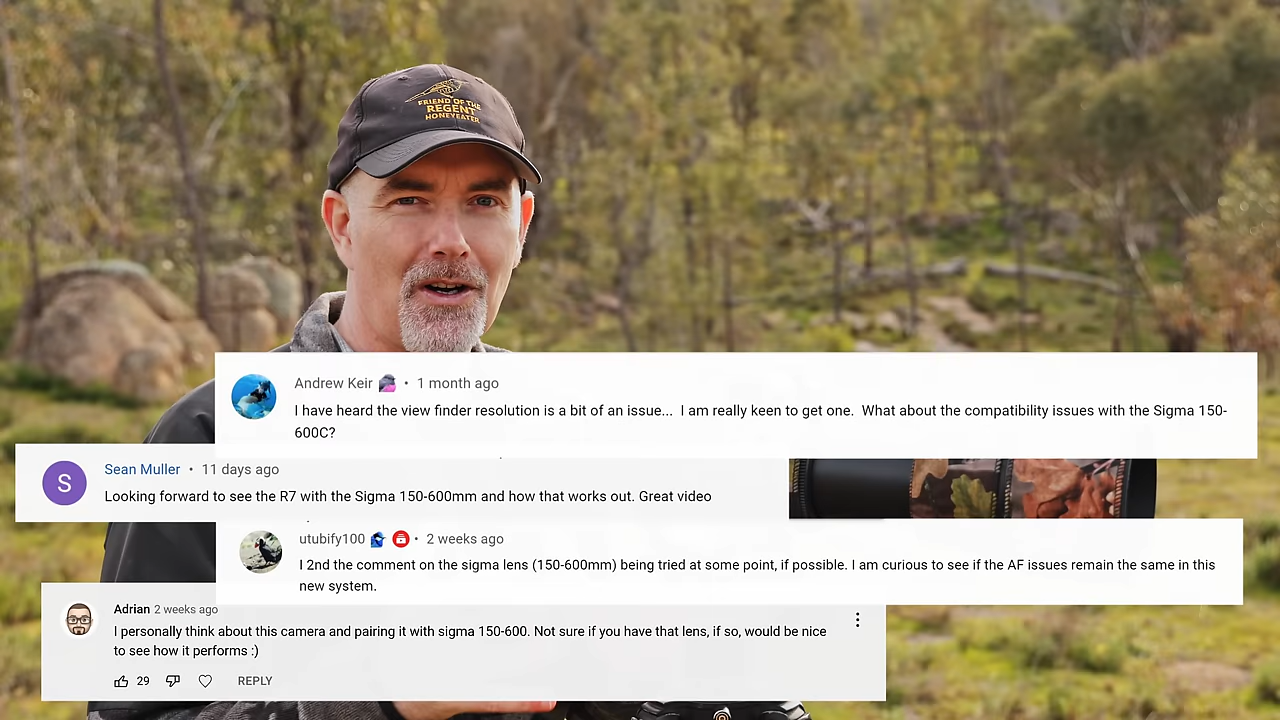 FRIEND OF THE
REGENT
HONEYEATER
Andrew Keir • 1 month ago
I have heard the view finder resolution is a bit of an issue... I am really keen to get one. What about the compatibility issues with the Sigma 150-
600C?
S
Sean Muller • 11 days ago
Looking forward to see the R7 with the Sigma 150-600mm and how that works out. Great video
utubify100 • 2 weeks ago
I 2nd the comment on the sigma lens (150-600mm) being tried at some point, if possible. I am curious to see if the AF issues remain the same in this
new system.
Adrian 2 weeks ago
I personally think about this camera and pairing it with sigma 150-600. Not sure if you have that lens, if so, would be nice
to see how it performs :)
29 REPLY